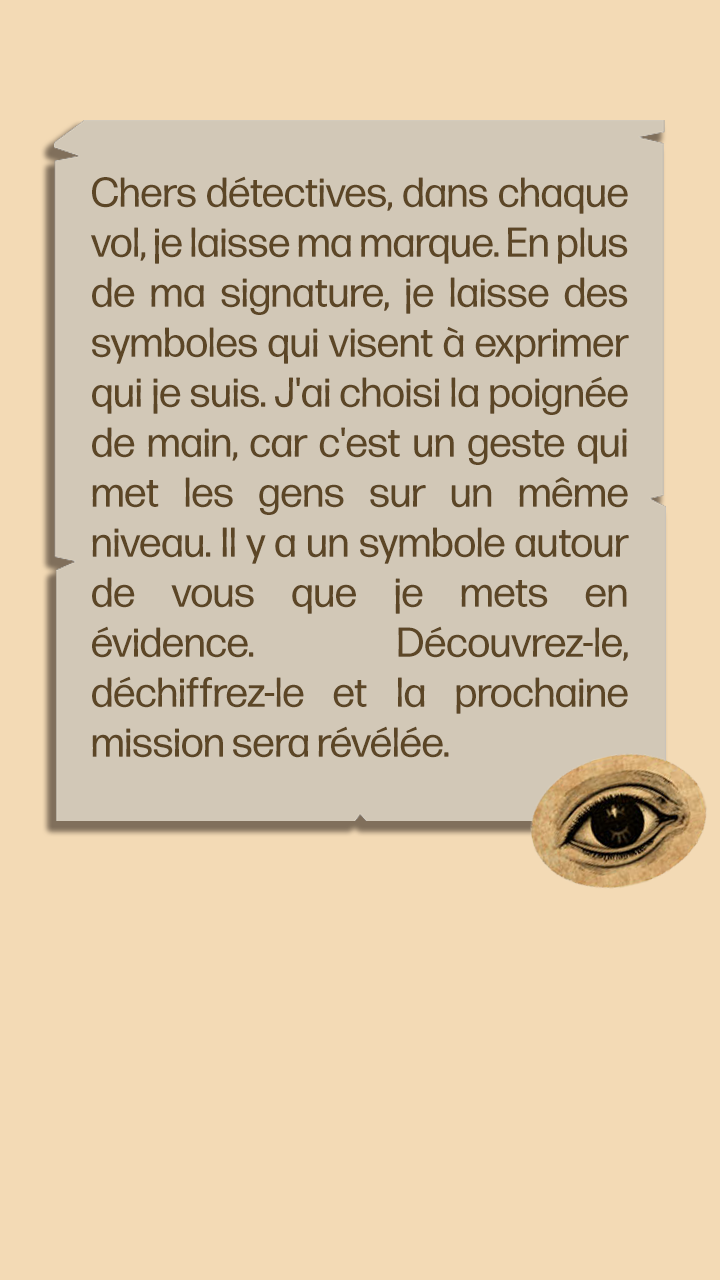 Chers détectives, dans chaque
vol, je laisse ma marque. En plus
de ma signature, je laisse des
symboles qui visent à exprimer
qui je suis. J'ai choisi la poignée
de main, car c'est un geste qui
met les gens sur un même
niveau. Il y a un symbole autour
de vous que je mets en
évidence. Découvrez-le,
déchiffrez-le et la prochaine
mission sera révélée.